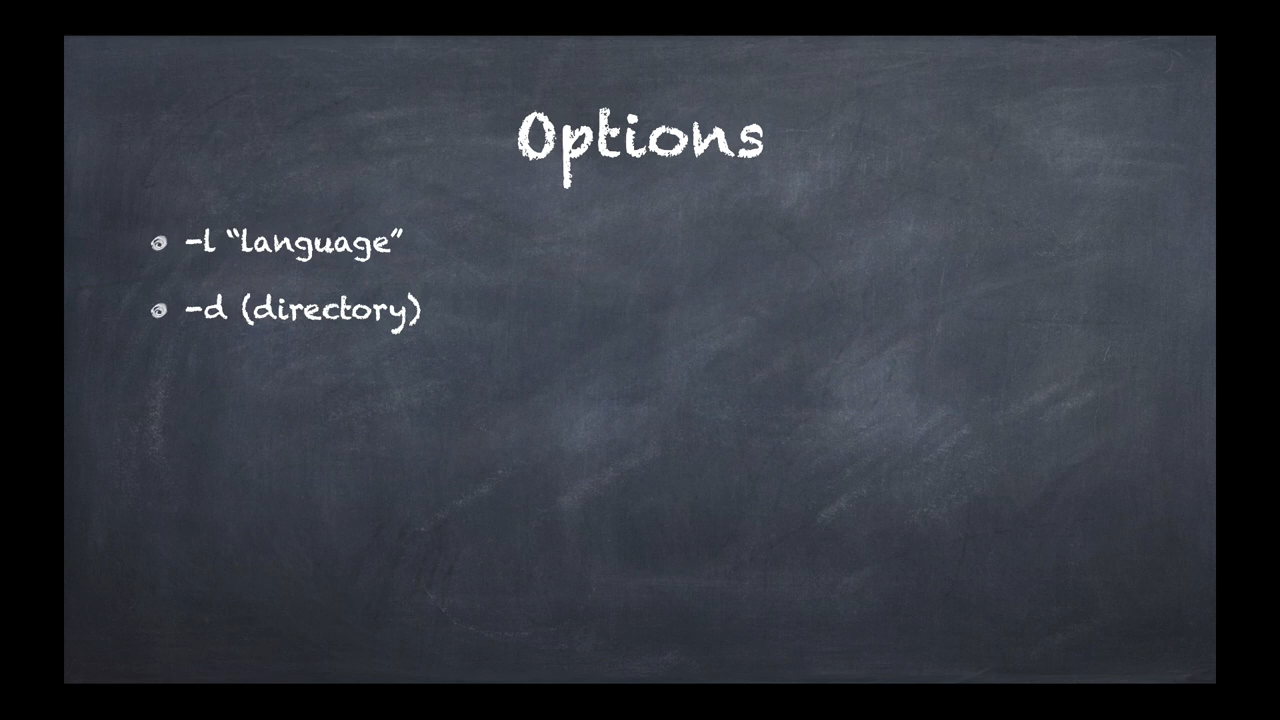 Options
-l “language”
-d (directory)